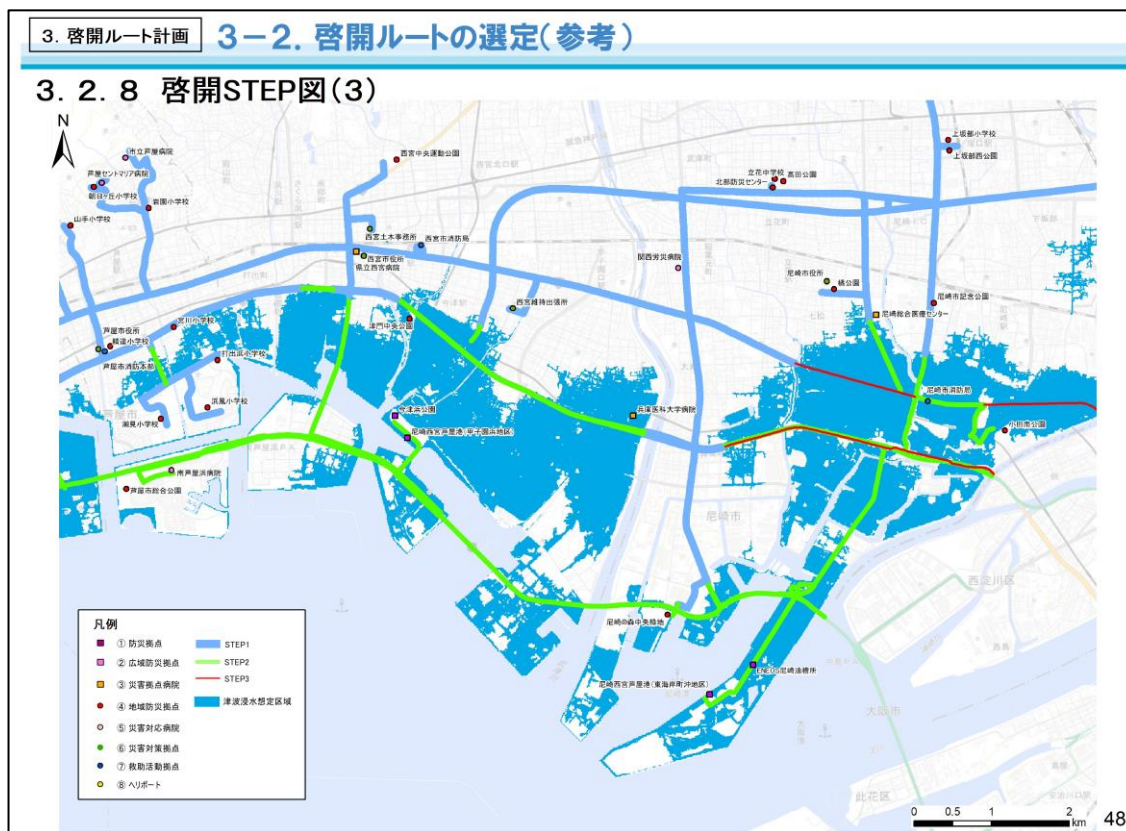 3. 啓開ルート計画
3-2. 啓開ルートの選定(参考)
3. 2. 8 啓開STEP図(3)
N
市立芦屋病院
芦屋セントマリア病院
朝日ヶ丘小学校
岩園小学校
山手小学校
西宮中央運動公園
西宮土木事務所
西宮市消防局
西宮市役所
県立西宮病院
上坂部小学校
上坂部西公園
立花中学校
高田公園
北部防災センター
関西労災病院
尼崎市役所
橘公園
尼崎市記念公園
尼崎総合医療センター
西宮維持出張所
芦屋市役所
精道小学校
芦屋市消防本部
宮川小学校
打出浜小学校
津門中央公園
浜風小学校
潮見小学校
今津浜公園
尼崎西宮芦屋港(甲子園浜地区)
兵庫医科大学病院
尼崎市消防局
小田南公園
南芦屋浜病院
芦屋市総合公園
芦屋市
尼崎市
西淀川区
大阪市
此花区
尼崎の森中央緑地
ENEOS尼崎油槽所
尼崎西宮芦屋港(東海岸町沖地区)
凡例
① 防災拠点
② 広域防災拠点
③ 災害拠点病院
④ 地域防災拠点
⑤ 災害対応病院
⑥ 災害対策拠点
⑦ 救助活動拠点
⑧ ヘリポート
STEP1
STEP2
STEP3
津波浸水想定区域
0 0.5 1 2
km
48